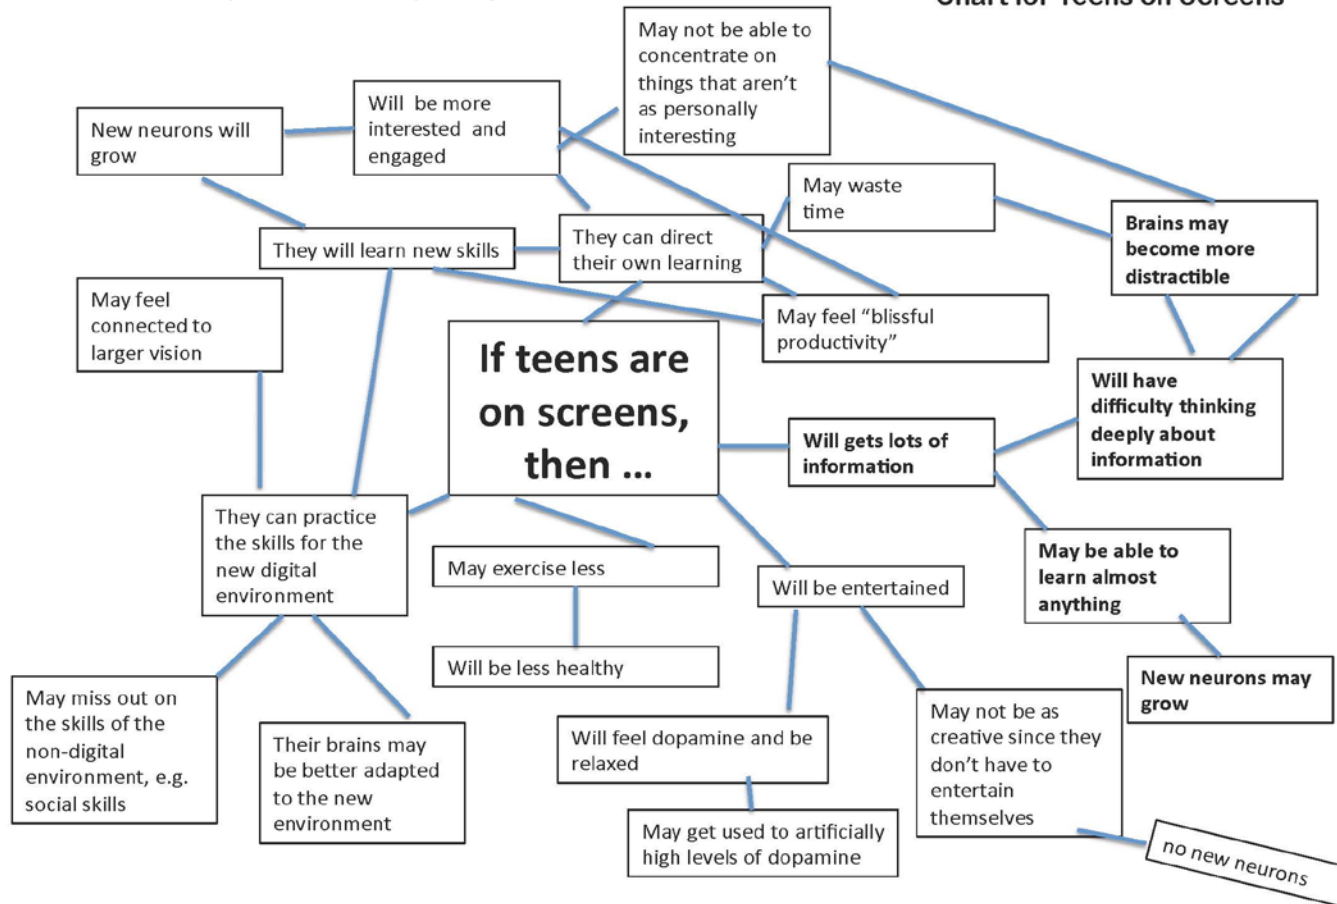 Chart for Teens on Screens
May not be able to
concentrate on
things that aren't
as personally
interesting
Will be more
interested and
engaged
New neurons will
grow
May waste
time
Brains may
become more
distractible
They can direct
their own learning
They will learn new skills
May feel
connected to
larger vision
May feel “blissful
productivity”
If teens are
on screens,
then ...
Will have
difficulty thinking
deeply about
information
Will gets lots of
information
They can practice
the skills for the
new digital
environment
May exercise less
Will be entertained
May be able to
learn almost
anything
Will be less healthy
New neurons may
grow
May miss out on
the skills of the
non-digital
environment, e.g.
social skills
Their brains may
be better adapted
to the new
environment
Will feel dopamine and be
relaxed
May not be as
creative since they
don't have to
entertain
themselves
May get used to artificially
high levels of dopamine
no new neurons